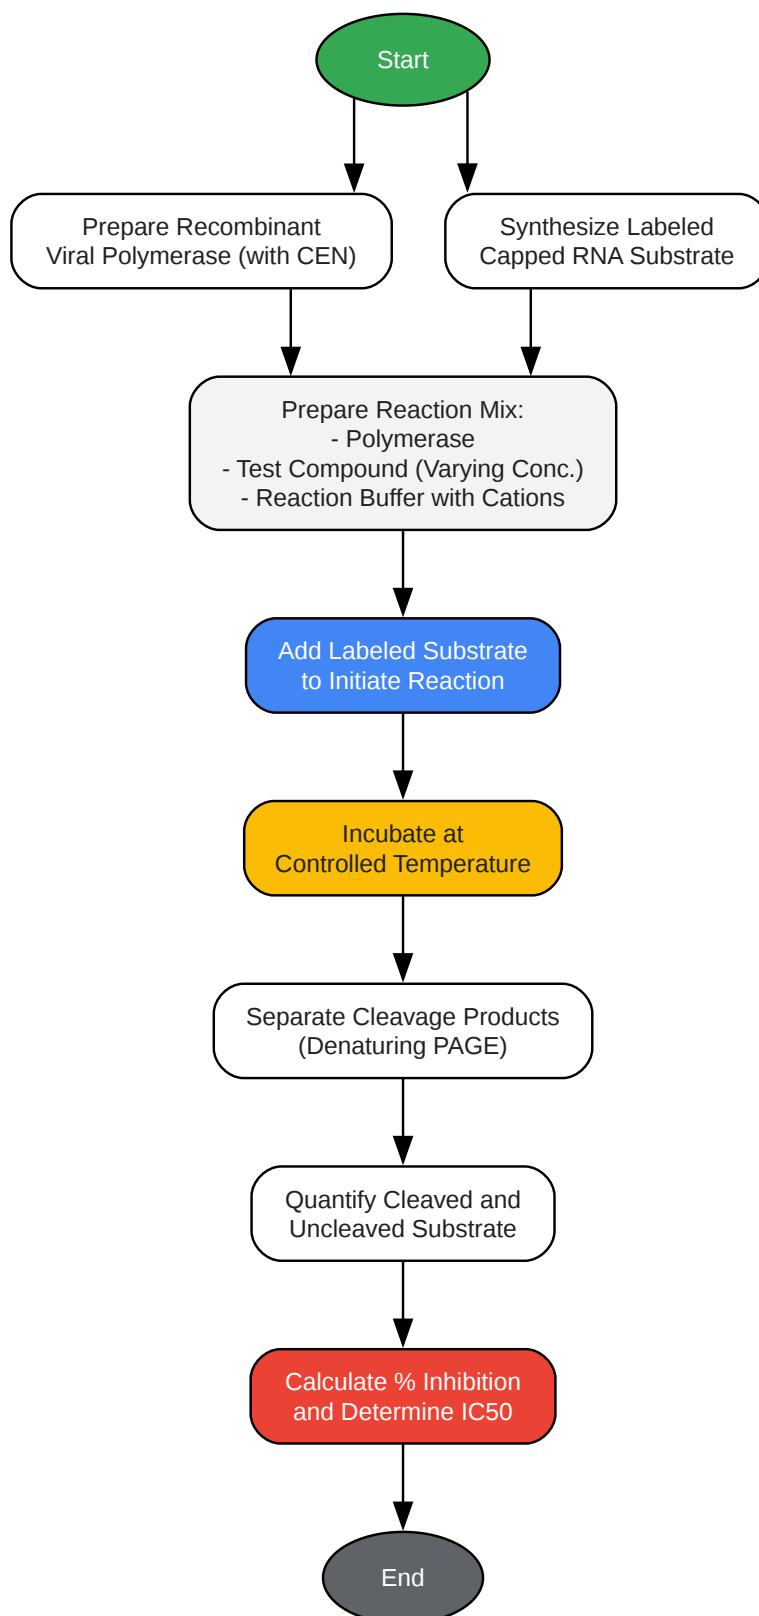 Start
Prepare Recombinant
Viral Polymerase (with CEN)
Synthesize Labeled
Capped RNA Substrate
Prepare Reaction Mix:
- Polymerase
- Test Compound (Varying Conc.)
- Reaction Buffer with Cations
Add Labeled Substrate
to Initiate Reaction
Incubate at
Controlled Temperature
Separate Cleavage Products
(Denaturing PAGE)
Quantify Cleaved and
Uncleaved Substrate
Calculate % Inhibition
and Determine IC50
End